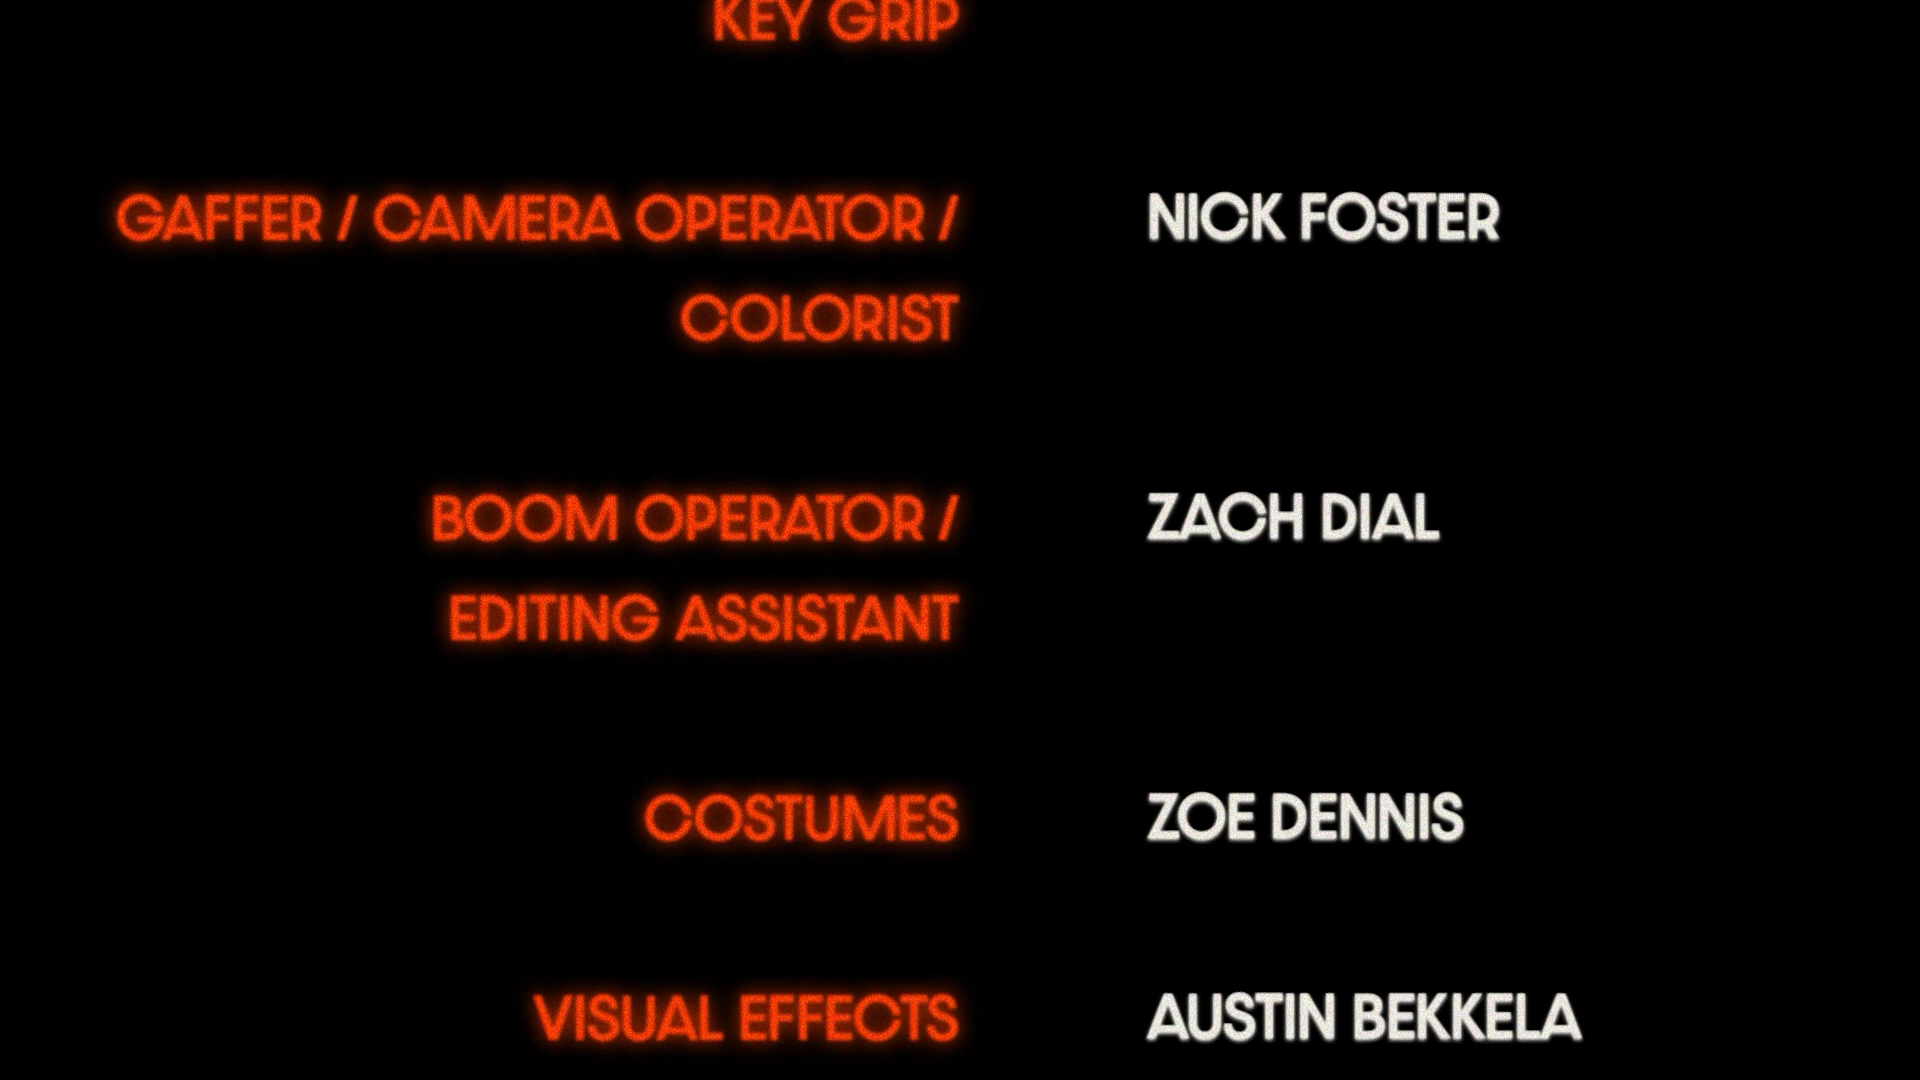 KEY GRIP
GAFFER / CAMERA OPERATOR / NICK FOSTER
COLORIST
BOOM OPERATOR / ZACH DIAL
EDITING ASSISTANT
COSTUMES ZOE DENNIS
VISUAL EFFECTS AUSTIN BEKKELA